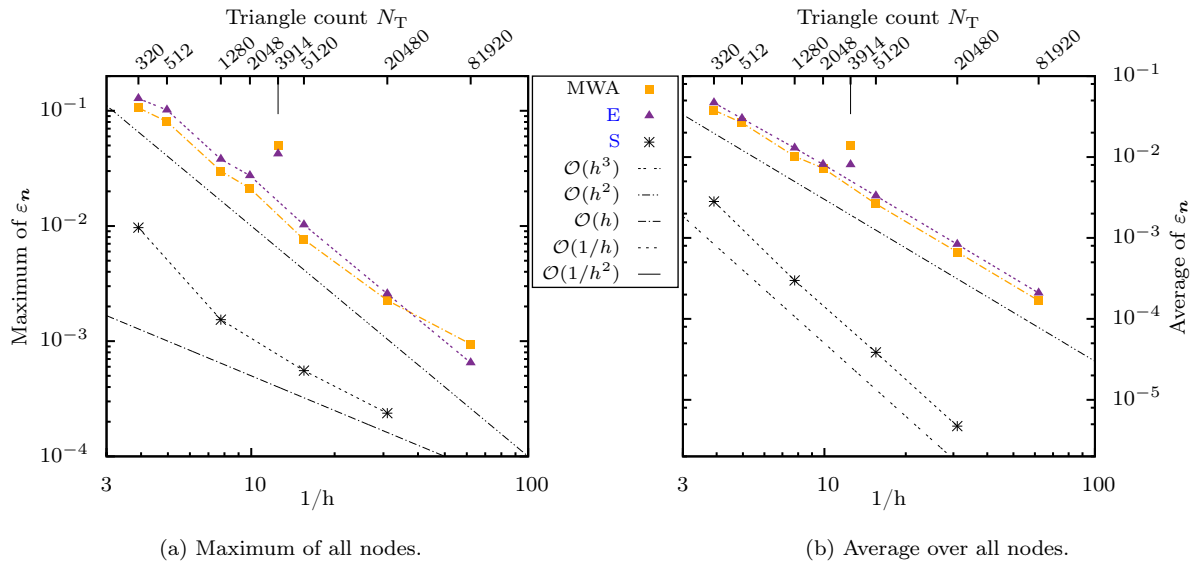 Triangle count N_T
320 512 1280 2048 3914 5120 20480 81920
10^{-1}
10^{-2}
10^{-3}
10^{-4}
Maximum of ε_n
3 10 100
1/h
(a) Maximum of all nodes.
MWA
E
S
O(h^3)
O(h^2)
O(h)
O(1/h)
O(1/h^2)
Triangle count N_T
320 512 1280 2048 3914 5120 20480 81920
10^{-1}
10^{-2}
10^{-3}
10^{-4}
10^{-5}
Average of ε_n
3 10 100
1/h
(b) Average over all nodes.